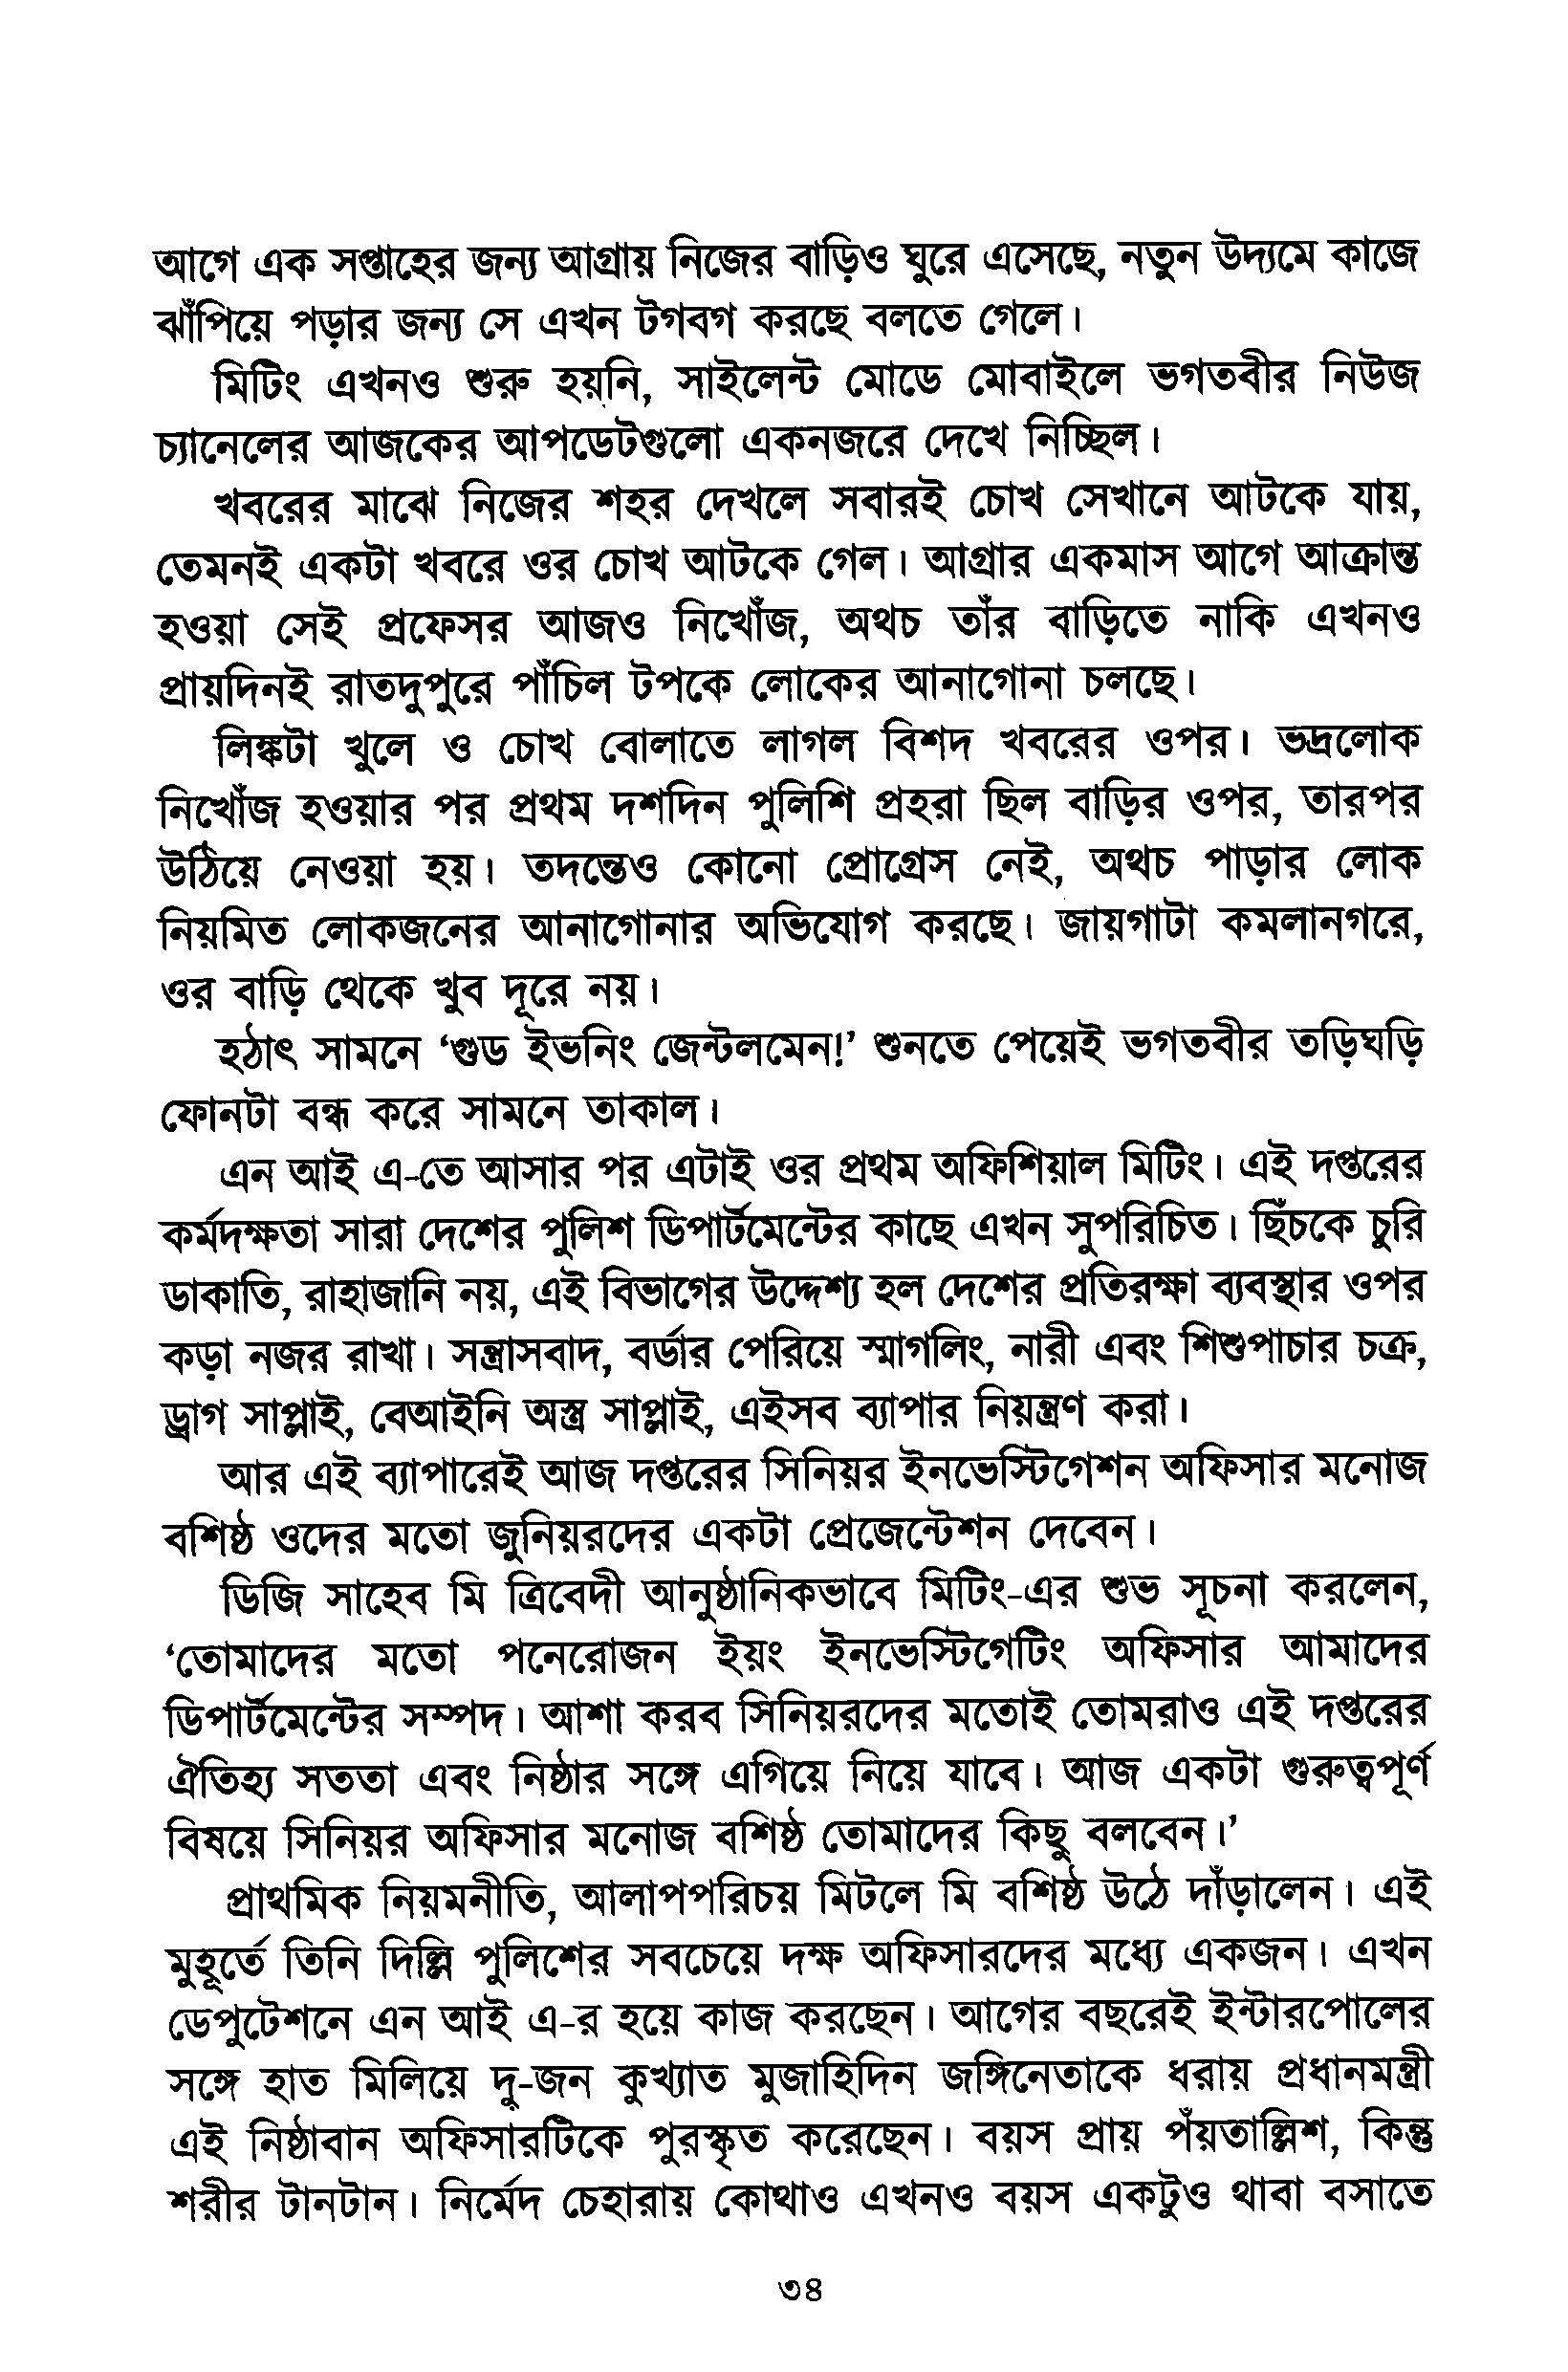 আগে এক সপ্তাহের জন্য আগ্রায় নিজের বাড়িও ঘুরে এসেছে, নতুন উদ্যমে কাজে
ঝাঁপিয়ে পড়ার জন্য সে এখন টগবগ করছে বলতে গেলে।
মিটিং এখনও শুরু হয়নি, সাইলেন্ট মোডে মোবাইলে ভগতবীর নিউজ
চ্যানেলের আজকের আপডেটগুলো একনজরে দেখে নিচ্ছিল।
খবরের মাঝে নিজের শহর দেখলে সবারই চোখ সেখানে আটকে যায়,
তেমনই একটা খবরে ওর চোখ আটকে গেল। আগ্রার একমাস আগে আক্রান্ত
হওয়া সেই প্রফেসর আজও নিখোঁজ, অথচ তাঁর বাড়িতে নাকি এখনও
প্রায়দিনই রাতদুপুরে পাঁচিল টপকে লোকের আনাগোনা চলছে।
লিঙ্কটা খুলে ও চোখ বোলাতে লাগল বিশদ খবরের ওপর। ভদ্রলোক
নিখোঁজ হওয়ার পর প্রথম দশদিন পুলিশি প্রহরা ছিল বাড়ির ওপর, তারপর
উঠিয়ে নেওয়া হয়। তদন্তেও কোনো প্রোগ্রেস নেই, অথচ পাড়ার লোক
নিয়মিত লোকজনের আনাগোনার অভিযোগ করছে। জায়গাটা কমলানগরে,
ওর বাড়ি থেকে খুব দূরে নয়।
হঠাৎ সামনে ‘গুড ইভনিং জেন্টলমেন!’ শুনতে পেয়েই ভগতবীর তড়িঘড়ি
ফোনটা বন্ধ করে সামনে তাকাল।
এন আই এ-তে আসার পর এটাই ওর প্রথম অফিশিয়াল মিটিং। এই দপ্তরের
কর্মদক্ষতা সারা দেশের পুলিশ ডিপার্টমেন্টের কাছে এখন সুপরিচিত। ছিঁচকে চুরি
ডাকাতি, রাহাজানি নয়, এই বিভাগের উদ্দেশ্য হল দেশের প্রতিরক্ষা ব্যবস্থার ওপর
কড়া নজর রাখা। সন্ত্রাসবাদ, বর্ডার পেরিয়ে স্মাগলিং, নারী এবং শিশুপাচার চক্র,
ড্রাগ সাপ্লাই, বেআইনি অস্ত্র সাপ্লাই, এইসব ব্যাপার নিয়ন্ত্রণ করা।
আর এই ব্যাপারেই আজ দপ্তরের সিনিয়র ইনভেস্টিগেশন অফিসার মনোজ
বশিষ্ঠ ওদের মতো জুনিয়রদের একটা প্রেজেন্টেশন দেবেন।
ডিজি সাহেব মি ত্রিবেদী আনুষ্ঠানিকভাবে মিটিং-এর শুভ সূচনা করলেন,
‘তোমাদের মতো পনেরোজন ইয়ং ইনভেস্টিগেটিং অফিসার আমাদের
ডিপার্টমেন্টের সম্পদ। আশা করব সিনিয়রদের মতোই তোমরাও এই দপ্তরের
ঐতিহ্য সততা এবং নিষ্ঠার সঙ্গে এগিয়ে নিয়ে যাবে। আজ একটা গুরুত্বপূর্ণ
বিষয়ে সিনিয়র অফিসার মনোজ বশিষ্ঠ তোমাদের কিছু বলবেন।’
প্রাথমিক নিয়মনীতি, আলাপপরিচয় মিটলে মি বশিষ্ঠ উঠে দাঁড়ালেন। এই
মুহূর্তে তিনি দিল্লি পুলিশের সবচেয়ে দক্ষ অফিসারদের মধ্যে একজন। এখন
ডেপুটেশনে এন আই এ-র হয়ে কাজ করছেন। আগের বছরেই ইন্টারপোলের
সঙ্গে হাত মিলিয়ে দু-জন কুখ্যাত মুজাহিদিন জঙ্গিনেতাকে ধরায় প্রধানমন্ত্রী
এই নিষ্ঠাবান অফিসারটিকে পুরস্কৃত করেছেন। বয়স প্রায় পঁয়তাল্লিশ, কিন্তু
শরীর টানটান। নির্মেদ চেহারায় কোথাও এখনও বয়স একটুও থাবা বসাতে
৩৪